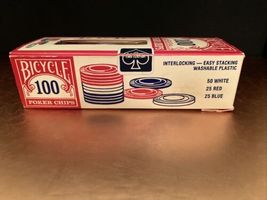 BICYCLE
100
POKER CHIPS
INTERLOCKING — EASY STACKING
WASHABLE PLASTIC
50 WHITE
25 RED
25 BLUE